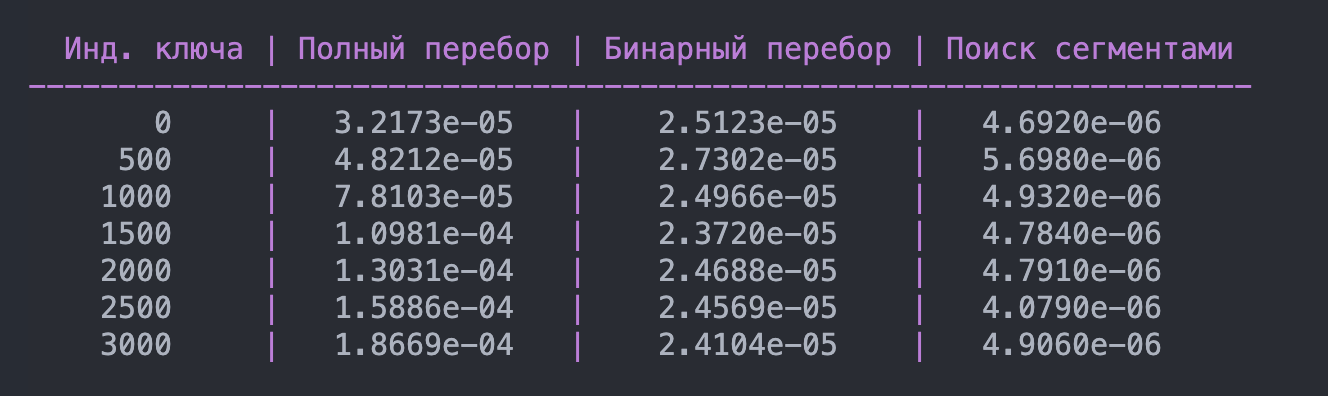 Инд. ключа | Полный перебор | Бинарный перебор | Поиск сегментами
--------------------------------------------------------------------
0 | 3.2173e-05 | 2.5123e-05 | 4.6920e-06
500 | 4.8212e-05 | 2.7302e-05 | 5.6980e-06
1000 | 7.8103e-05 | 2.4966e-05 | 4.9320e-06
1500 | 1.0981e-04 | 2.3720e-05 | 4.7840e-06
2000 | 1.3031e-04 | 2.4688e-05 | 4.7910e-06
2500 | 1.5886e-04 | 2.4569e-05 | 4.0790e-06
3000 | 1.8669e-04 | 2.4104e-05 | 4.9060e-06